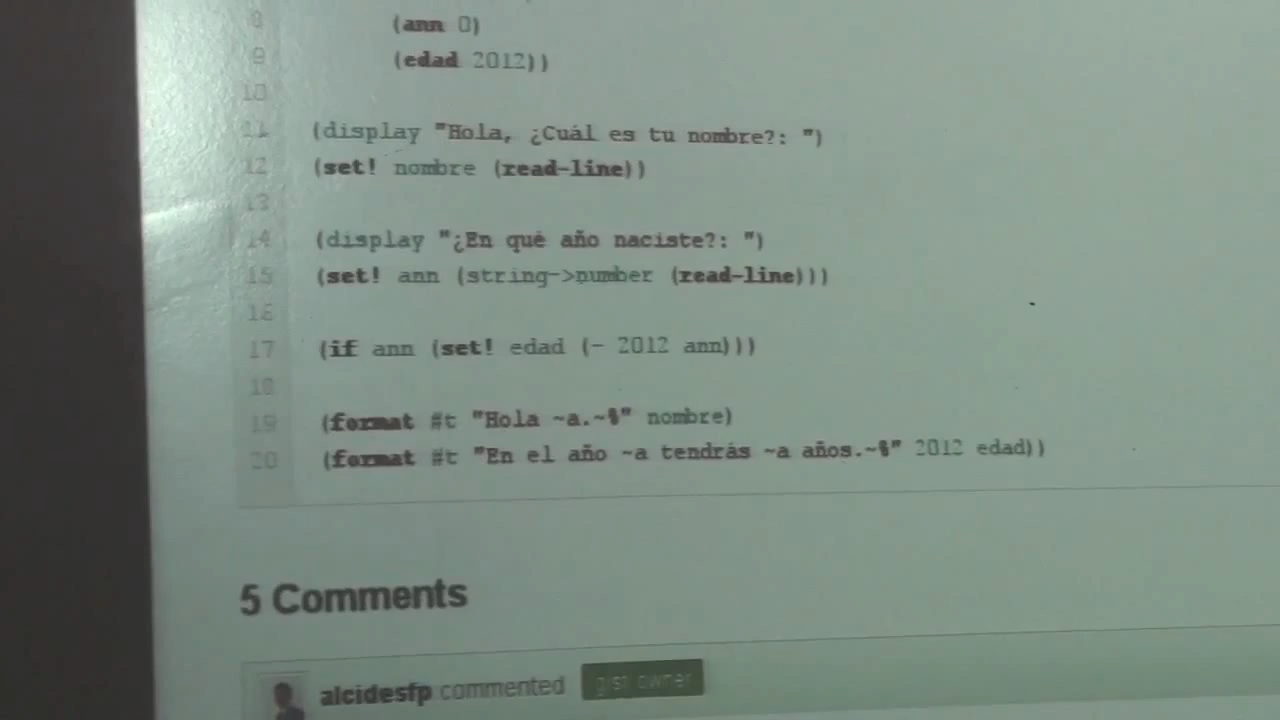 8 (ann 0)
9 (edad 2012))
10
11 (display "Hola, ¿Cuál es tu nombre?: ")
12 (set! nombre (read-line))
13
14 (display "¿En qué año naciste?: ")
15 (set! ann (string->number (read-line)))
16
17 (if ann (set! edad (- 2012 ann)))
18
19 (format #t "Hola ~a.~%" nombre)
20 (format #t "En el año ~a tendrás ~a años.~%" 2012 edad))
5 Comments
alcidesfp commented gist owner